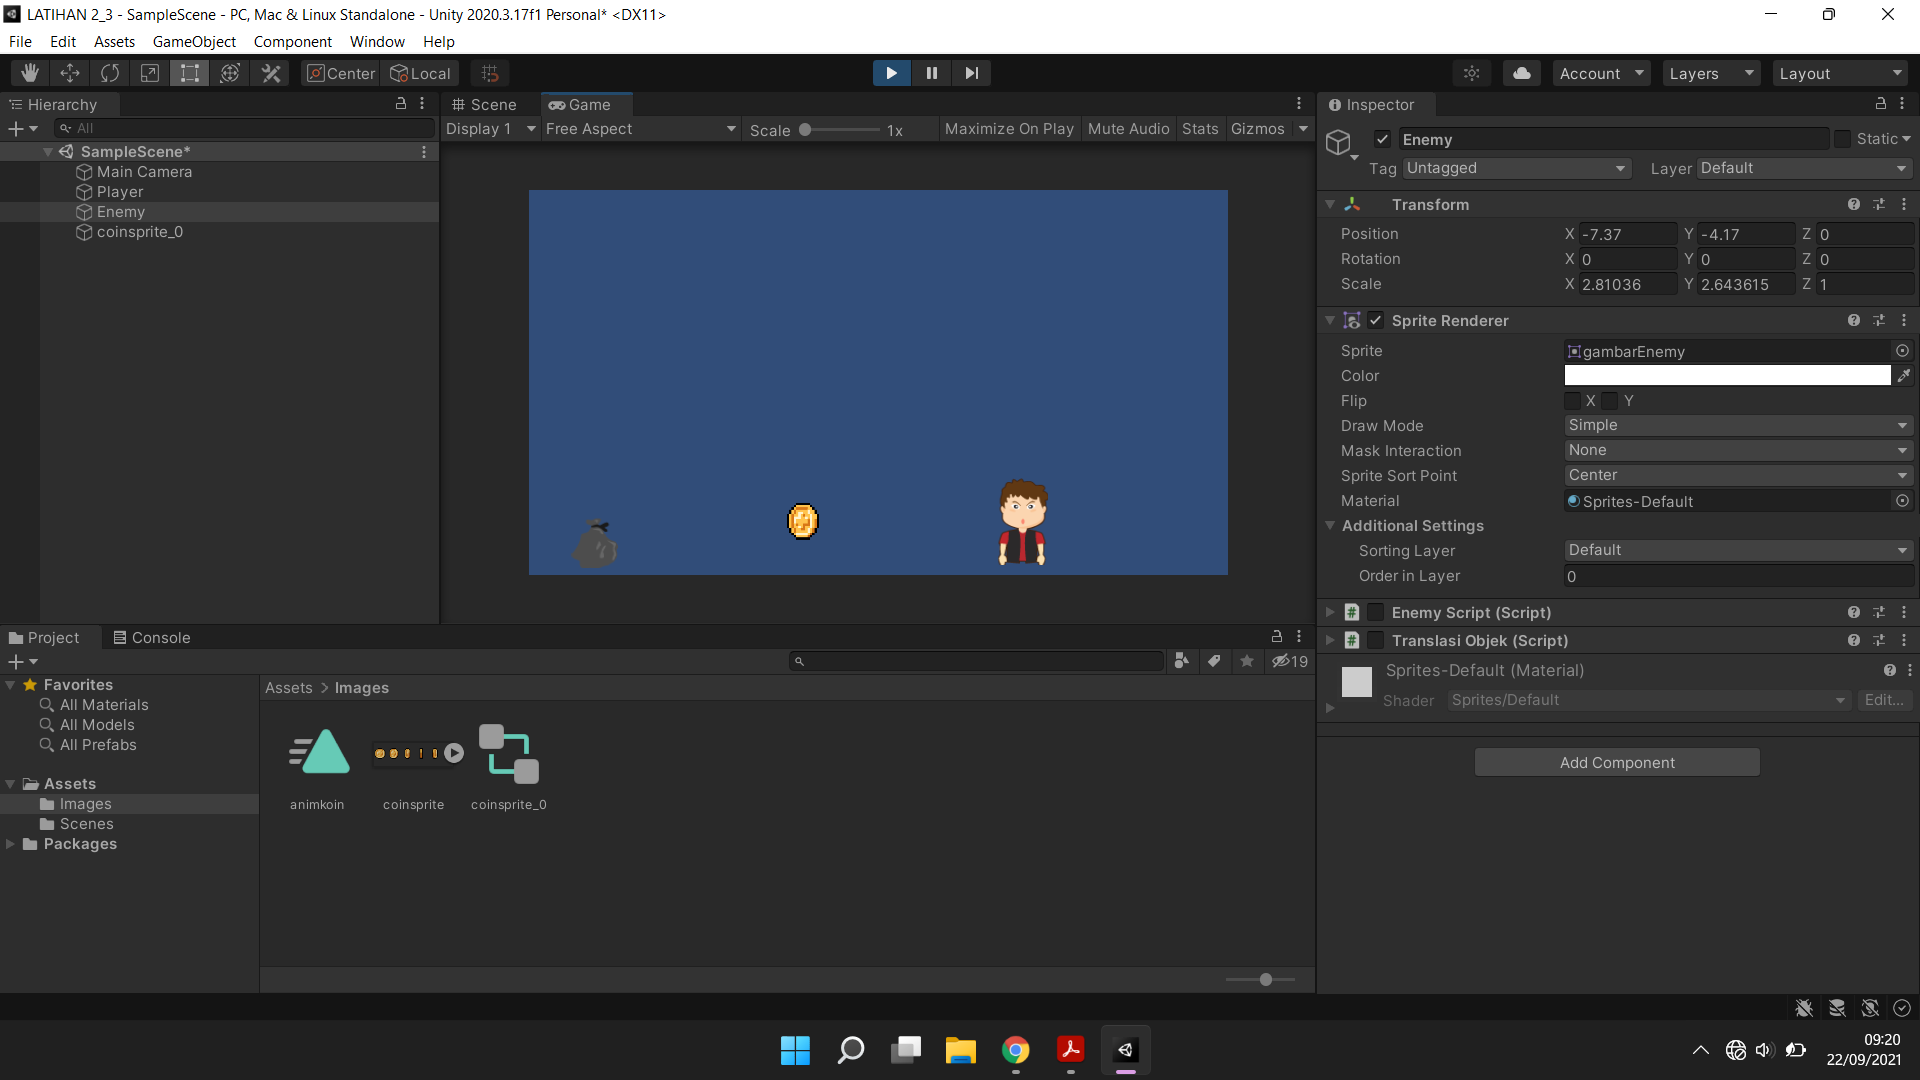 LATIHAN 2_3 - SampleScene - PC, Mac & Linux Standalone - Unity 2020.3.17f1 Personal* <DX11>
File Edit Assets GameObject Component Window Help
Center Local Account Layers Layout
Hierarchy
All
SampleScene*
Main Camera
Player
Enemy
coinsprite_0
Scene Game
Display 1 Free Aspect Scale 1x Maximize On Play Mute Audio Stats Gizmos
Inspector
Enemy Static
Tag Untagged Layer Default
Transform
Position X -7.37 Y -4.17 Z 0
Rotation X 0 Y 0 Z 0
Scale X 2.81036 Y 2.643615 Z 1
Sprite Renderer
Sprite gambarEnemy
Color
Flip X Y
Draw Mode Simple
Mask Interaction None
Sprite Sort Point Center
Material Sprites-Default
Additional Settings
Sorting Layer Default
Order in Layer 0
Enemy Script (Script)
Translasi Objek (Script)
Sprites-Default (Material)
Shader Sprites/Default Edit...
Add Component
Project Console
19
Favorites
All Materials
All Models
All Prefabs
Assets
Images
Scenes
Packages
Assets > Images
animkoin coinsprite coinsprite_0
09:20
22/09/2021